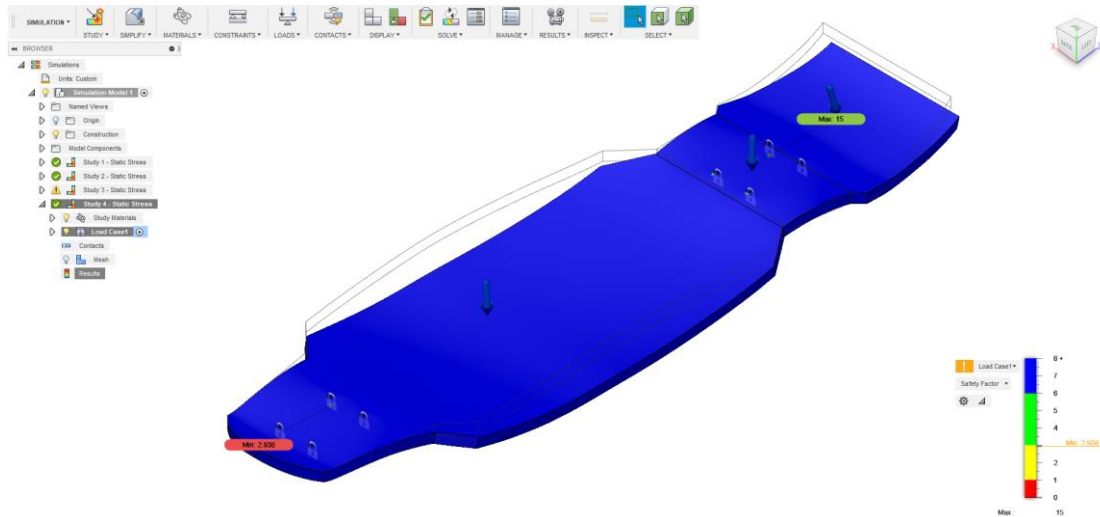 SIMULATION
STUDY
SIMPLIFY
MATERIALS
CONSTRAINTS
LOADS
CONTACTS
DISPLAY
SOLVE
MANAGE
RESULTS
INSPECT
SELECT
BROWSER
Simulations
Units: Custom
Simulation Model 1
Named Views
Origin
Construction
Model Components
Study 1 - Static Stress
Study 2 - Static Stress
Study 3 - Static Stress
Study 4 - Static Stress
Study Materials
Load Case1
Contacts
Mesh
Results
LEFT
Max: 15
Min: 2.938
Load Case1
Safety Factor
8 +
7
6
5
4
Min: 2.938
2
1
0
Max 15